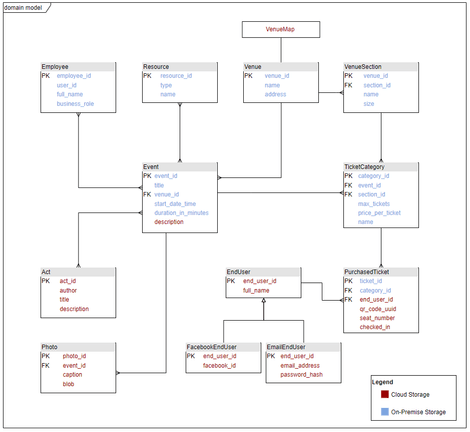 domain model
VenueMap
Employee
PK employee_id
user_id
full_name
business_role
Resource
PK resource_id
type
name
Venue
PK venue_id
name
address
VenueSection
PK venue_id
FK section_id
name
size
Event
PK event_id
title
FK venue_id
start_date_time
duration_in_minutes
description
TicketCategory
PK category_id
FK event_id
FK section_id
max_tickets
price_per_ticket
name
Act
PK act_id
author
title
description
EndUser
PK end_user_id
full_name
PurchasedTicket
PK ticket_id
FK category_id
FK end_user_id
qr_code_uuid
seat_number
checked_in
Photo
PK photo_id
FK event_id
caption
blob
FacebookEndUser
PK end_user_id
facebook_id
EmailEndUser
PK end_user_id
email_address
password_hash
Legend
Cloud Storage
On-Premise Storage